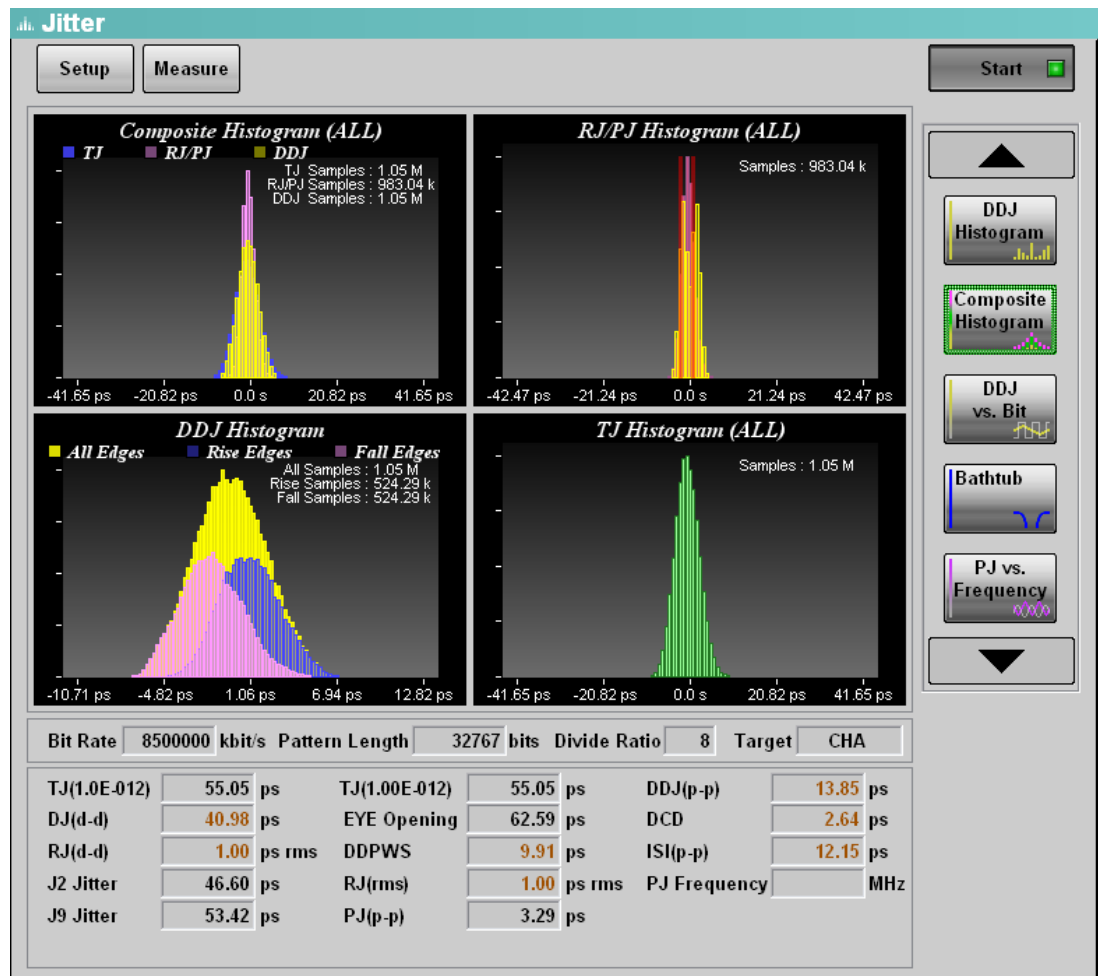 Jitter
Setup Measure Start
Composite Histogram (ALL)
TJ RJ/PJ DDJ
TJ Samples : 1.05 M
RJ/PJ Samples : 983.04 k
DDJ Samples : 1.05 M
-41.65 ps -20.82 ps 0.0 s 20.82 ps 41.65 ps
RJ/PJ Histogram (ALL)
Samples : 983.04 k
-42.47 ps -21.24 ps 0.0 s 21.24 ps 42.47 ps
DDJ Histogram
All Edges Rise Edges Fall Edges
All Samples : 1.05 M
Rise Samples : 524.29 k
Fall Samples : 524.29 k
-10.71 ps -4.82 ps 1.06 ps 6.94 ps 12.82 ps
TJ Histogram (ALL)
Samples : 1.05 M
-41.65 ps -20.82 ps 0.0 s 20.82 ps 41.65 ps
DDJ
Histogram
Composite
Histogram
DDJ
vs. Bit
Bathtub
PJ vs.
Frequency
Bit Rate 8500000 kbit/s Pattern Length 32767 bits Divide Ratio 8 Target CHA
TJ(1.0E-012) 55.05 ps TJ(1.00E-012) 55.05 ps DDJ(p-p) 13.85 ps
DJ(d-d) 40.98 ps EYE Opening 62.59 ps DCD 2.64 ps
RJ(d-d) 1.00 ps rms DDPWS 9.91 ps ISI(p-p) 12.15 ps
J2 Jitter 46.60 ps RJ(rms) 1.00 ps rms PJ Frequency MHz
J9 Jitter 53.42 ps PJ(p-p) 3.29 ps